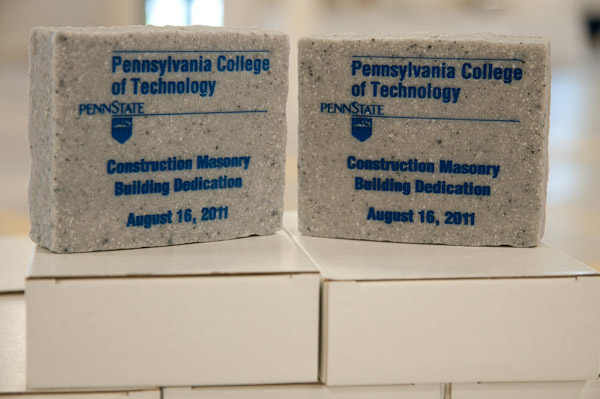 Pennsylvania College
of Technology
PENNSTATE
Construction Masonry
Building Dedication
August 16, 2011
Pennsylvania College
of Technology
PENNSTATE
Construction Masonry
Building Dedication
August 16, 2011